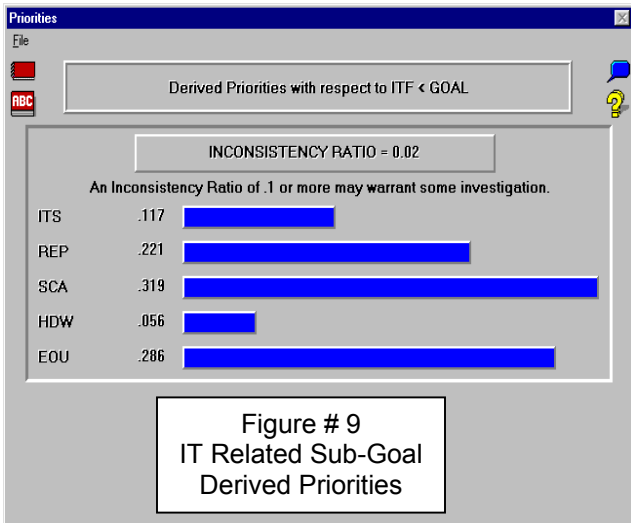 Priorities
File
ABC
Derived Priorities with respect to ITF < GOAL
INCONSISTENCY RATIO = 0.02
An Inconsistency Ratio of .1 or more may warrant some investigation.
ITS .117
REP .221
SCA .319
HDW .056
EOU .286
Figure # 9
IT Related Sub-Goal
Derived Priorities